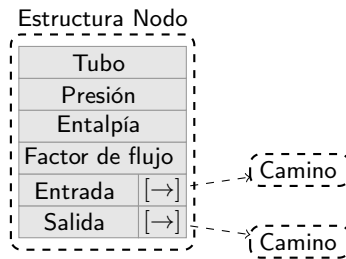 Estructura Nodo
Tubo
Presión
Entalpía
Factor de flujo
Entrada [→]
Camino
Salida [→]
Camino